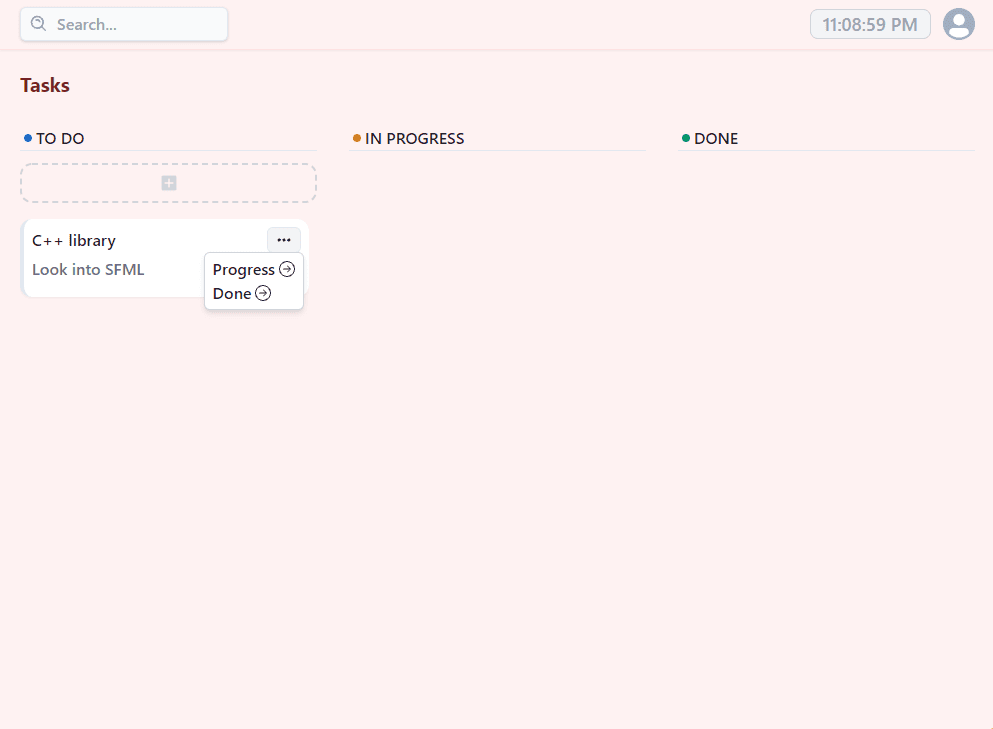 Search...
11:08:59 PM
Tasks
TO DO
IN PROGRESS
DONE
C++ library
Look into SFML
Progress
Done